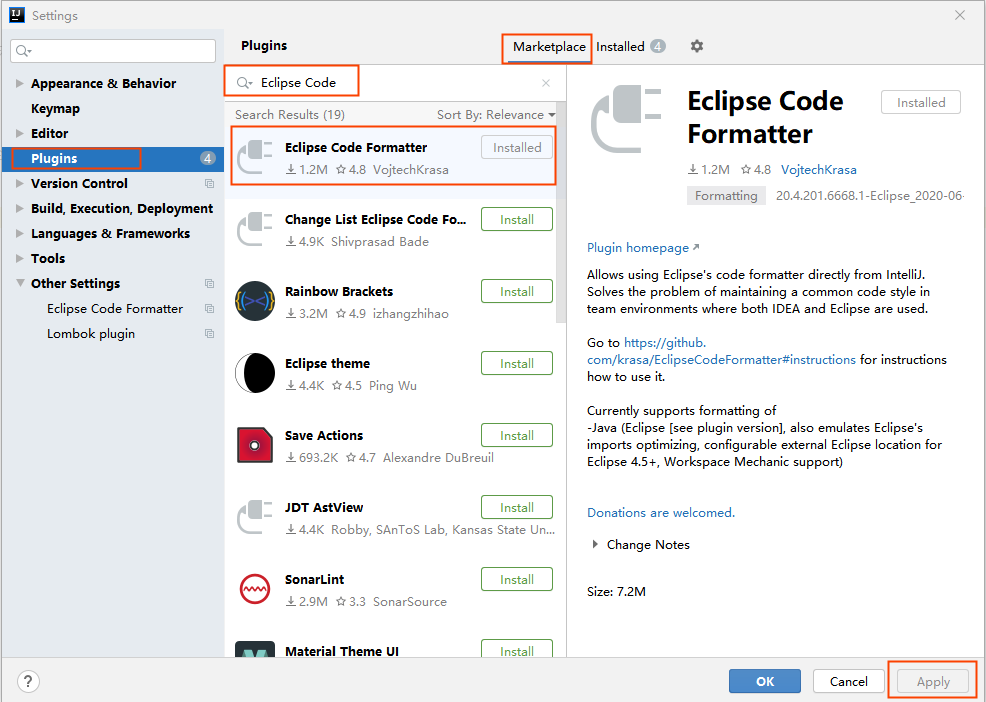 IJ
Settings
Appearance & Behavior
Keymap
Editor
Plugins
4
Version Control
Build, Execution, Deployment
Languages & Frameworks
Tools
Other Settings
Eclipse Code Formatter
Lombok plugin
Plugins
Marketplace
Installed 4
Eclipse Code
Search Results (19)
Sort By: Relevance
Eclipse Code Formatter
Installed
1.2M 4.8 VojtechKrasa
Change List Eclipse Code Fo...
Install
4.9K Shivprasad Bade
Rainbow Brackets
Install
3.2M 4.9 izhangzhihao
Eclipse theme
Install
4.4K 4.5 Ping Wu
Save Actions
Install
693.2K 4.7 Alexandre DuBreuil
JDT AstView
Install
4.4K Robby, SAnToS Lab, Kansas State Un...
SonarLint
Install
2.9M 3.3 SonarSource
Material Theme UI
Install
Eclipse Code
Formatter
Installed
1.2M 4.8 VojtechKrasa
Formatting 20.4.201.6668.1-Eclipse_2020-06-
Plugin homepage
Allows using Eclipse's code formatter directly from IntelliJ.
Solves the problem of maintaining a common code style in
team environments where both IDEA and Eclipse are used.
Go to https://github.
com/krasa/EclipseCodeFormatter#instructions for instructions
how to use it.
Currently supports formatting of
-Java (Eclipse [see plugin version], also emulates Eclipse's
imports optimizing, configurable external Eclipse location for
Eclipse 4.5+, Workspace Mechanic support)
Donations are welcomed.
Change Notes
Size: 7.2M
?
OK
Cancel
Apply